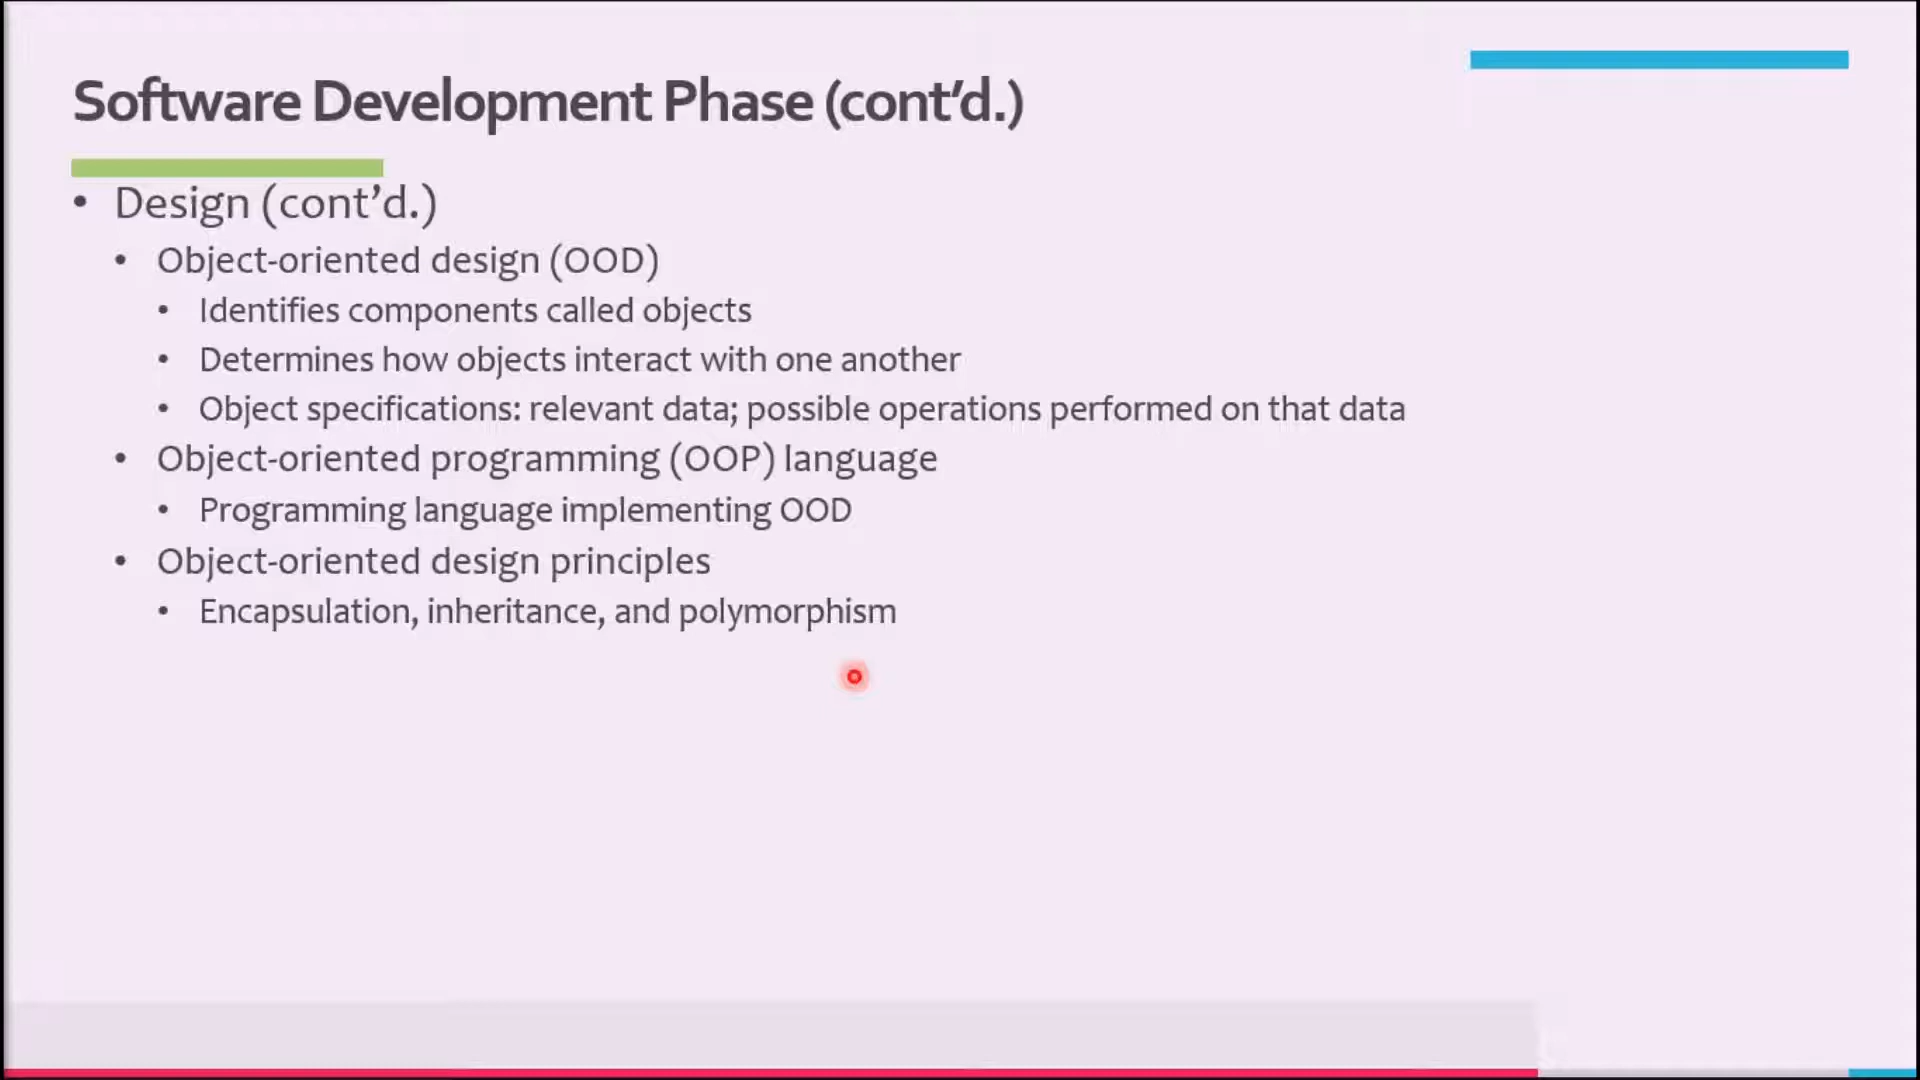 Software Development Phase (cont’d.)
• Design (cont’d.)
• Object-oriented design (OOD)
• Identifies components called objects
• Determines how objects interact with one another
• Object specifications: relevant data; possible operations performed on that data
• Object-oriented programming (OOP) language
• Programming language implementing OOD
• Object-oriented design principles
• Encapsulation, inheritance, and polymorphism